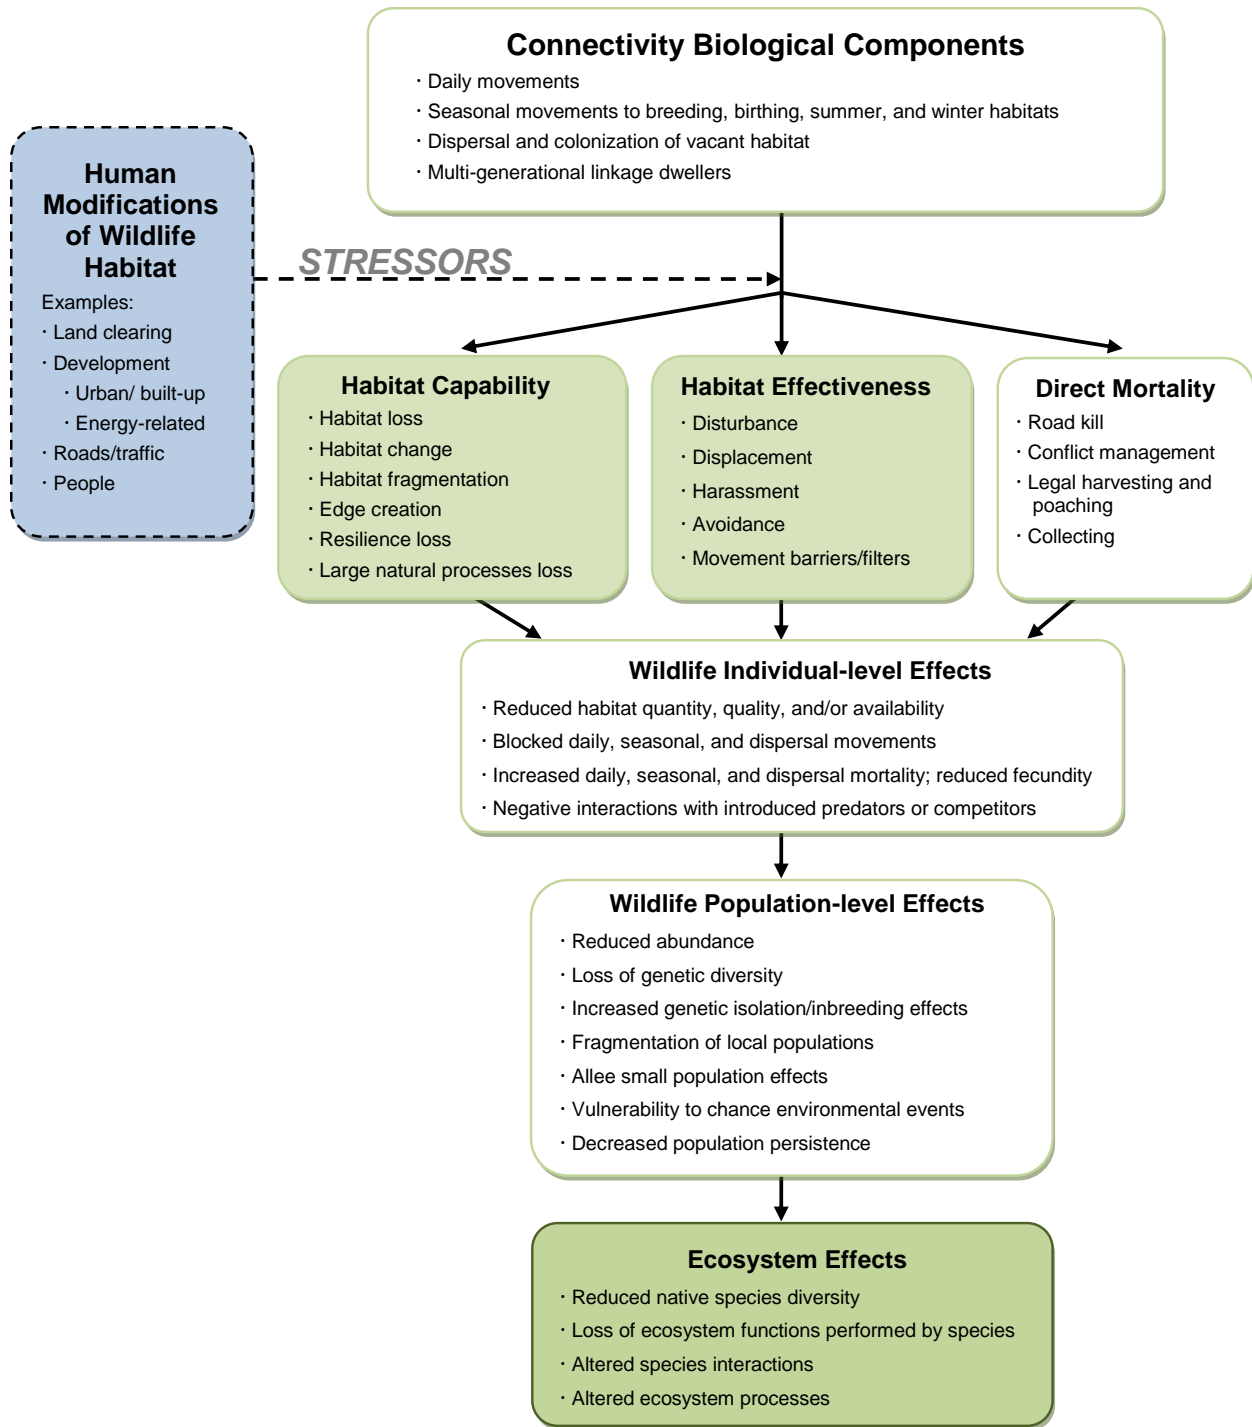 Connectivity Biological Components
· Daily movements
· Seasonal movements to breeding, birthing, summer, and winter habitats
· Dispersal and colonization of vacant habitat
· Multi-generational linkage dwellers
Human
Modifications
of Wildlife
Habitat
Examples:
· Land clearing
· Development
· Urban/ built-up
· Energy-related
· Roads/traffic
· People
STRESSORS
Habitat Capability
· Habitat loss
· Habitat change
· Habitat fragmentation
· Edge creation
· Resilience loss
· Large natural processes loss
Habitat Effectiveness
· Disturbance
· Displacement
· Harassment
· Avoidance
· Movement barriers/filters
Direct Mortality
· Road kill
· Conflict management
· Legal harvesting and
poaching
· Collecting
Wildlife Individual-level Effects
· Reduced habitat quantity, quality, and/or availability
· Blocked daily, seasonal, and dispersal movements
· Increased daily, seasonal, and dispersal mortality; reduced fecundity
· Negative interactions with introduced predators or competitors
Wildlife Population-level Effects
· Reduced abundance
· Loss of genetic diversity
· Increased genetic isolation/inbreeding effects
· Fragmentation of local populations
· Allee small population effects
· Vulnerability to chance environmental events
· Decreased population persistence
Ecosystem Effects
· Reduced native species diversity
· Loss of ecosystem functions performed by species
· Altered species interactions
· Altered ecosystem processes